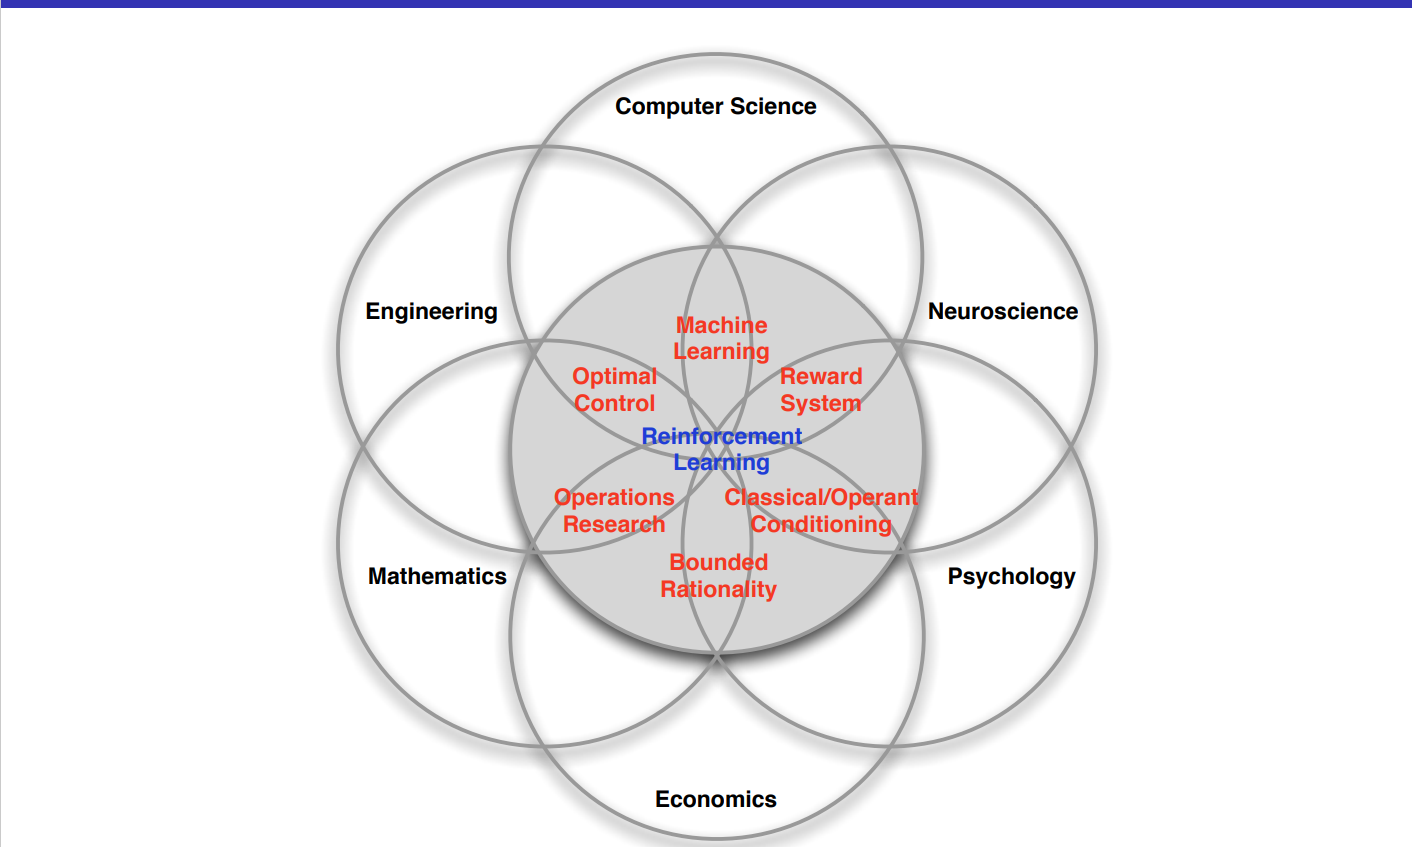 Computer Science
Engineering
Neuroscience
Machine
Learning
Optimal
Control
Reward
System
Reinforcement
Learning
Operations
Research
Classical/Operant
Conditioning
Bounded
Rationality
Mathematics
Psychology
Economics